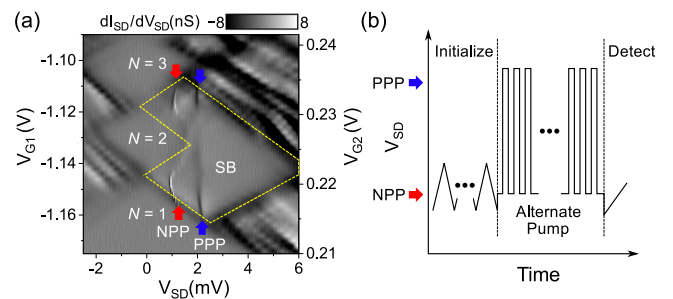 (a)
dI_SD/dV_SD(nS)
−8
8
V_G1(V)
-1.10
-1.12
-1.14
-1.16
N = 3
N = 2
N = 1
NPP
PPP
SB
0.24
0.23
0.22
0.21
V_G2(V)
-2
0
2
4
6
V_SD(mV)
(b)
Initialize
Detect
PPP
V_SD
NPP
Alternate
Pump
Time